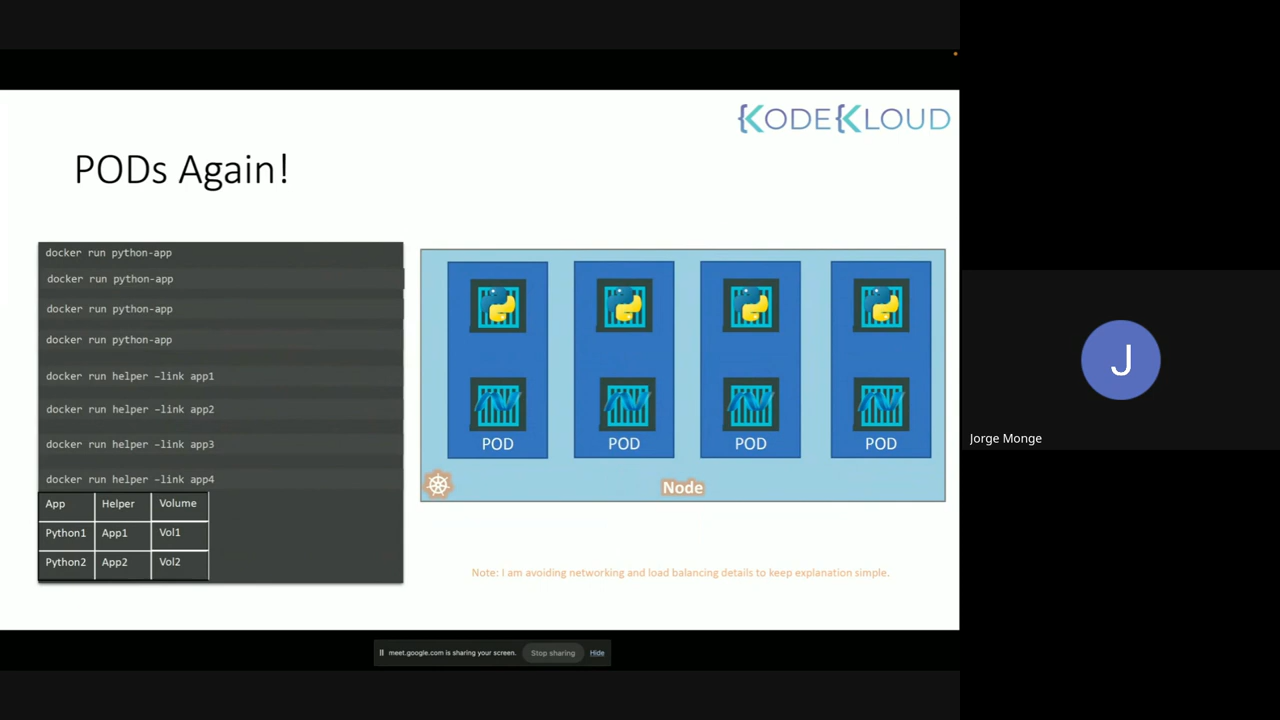 KODEKLOUD
PODs Again!
docker run python-app
docker run python-app
docker run python-app
docker run python-app
docker run helper –link app1
docker run helper –link app2
docker run helper –link app3
docker run helper –link app4
App Helper Volume
Python1 App1 Vol1
Python2 App2 Vol2
POD POD POD POD
Node
Note: I am avoiding networking and load balancing details to keep explanation simple.
J
Jorge Monge
meet.google.com is sharing your screen. Stop sharing Hide